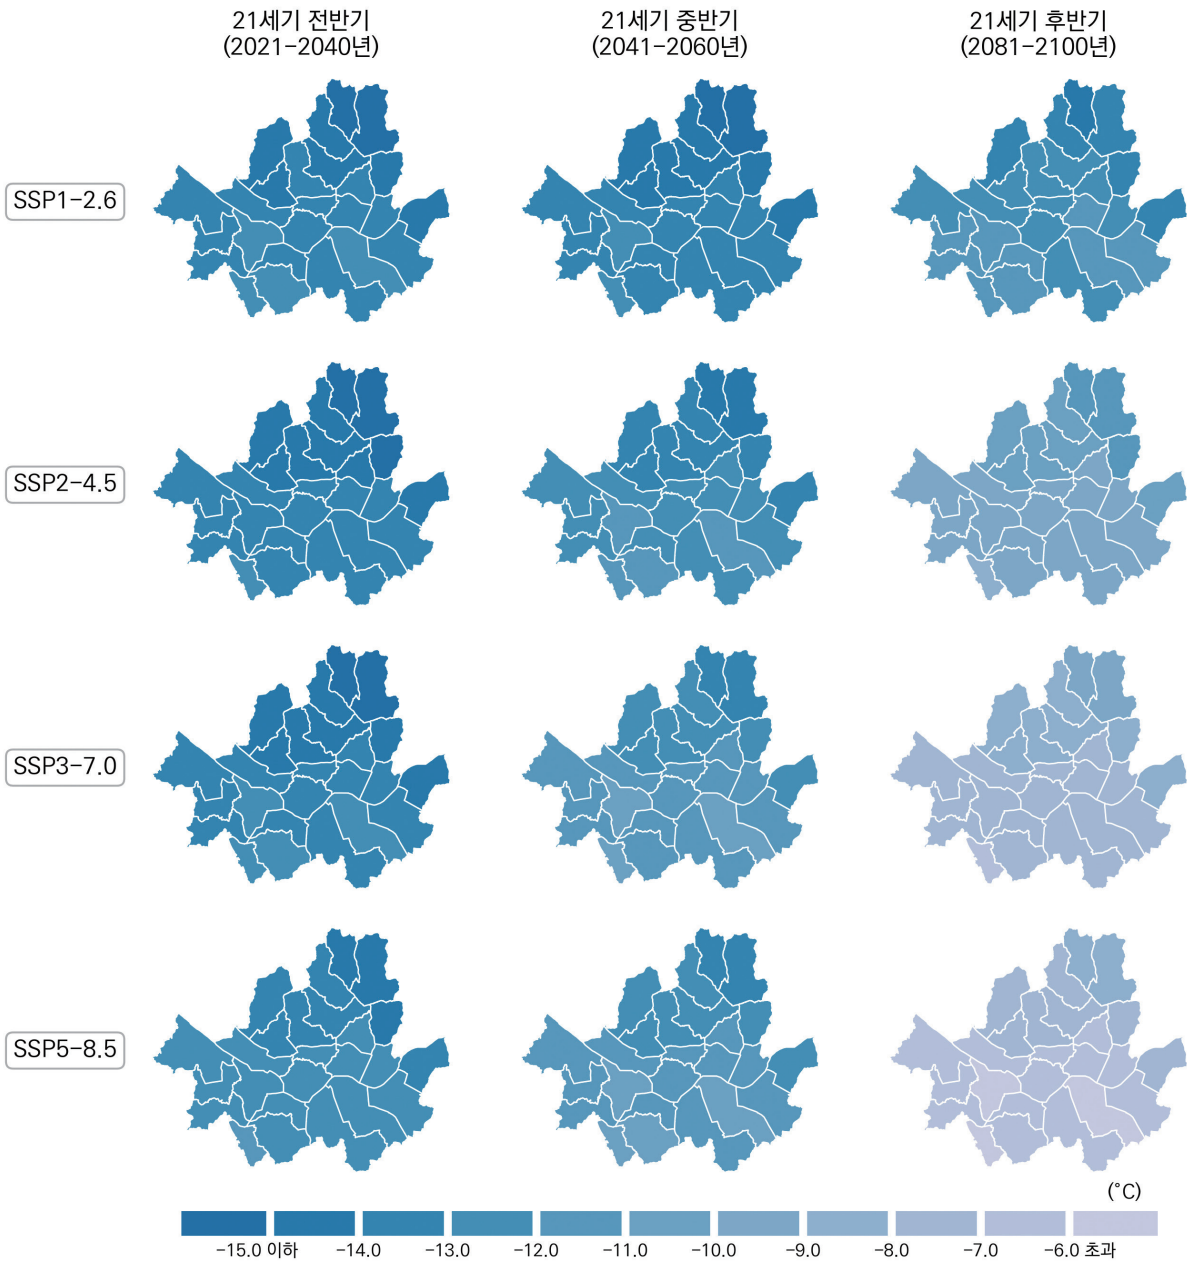 21세기 전반기
(2021-2040년)
21세기 중반기
(2041-2060년)
21세기 후반기
(2081-2100년)
SSP1-2.6
SSP2-4.5
SSP3-7.0
SSP5-8.5
(°C)
-15.0 이하 -14.0 -13.0 -12.0 -11.0 -10.0 -9.0 -8.0 -7.0 -6.0 초과